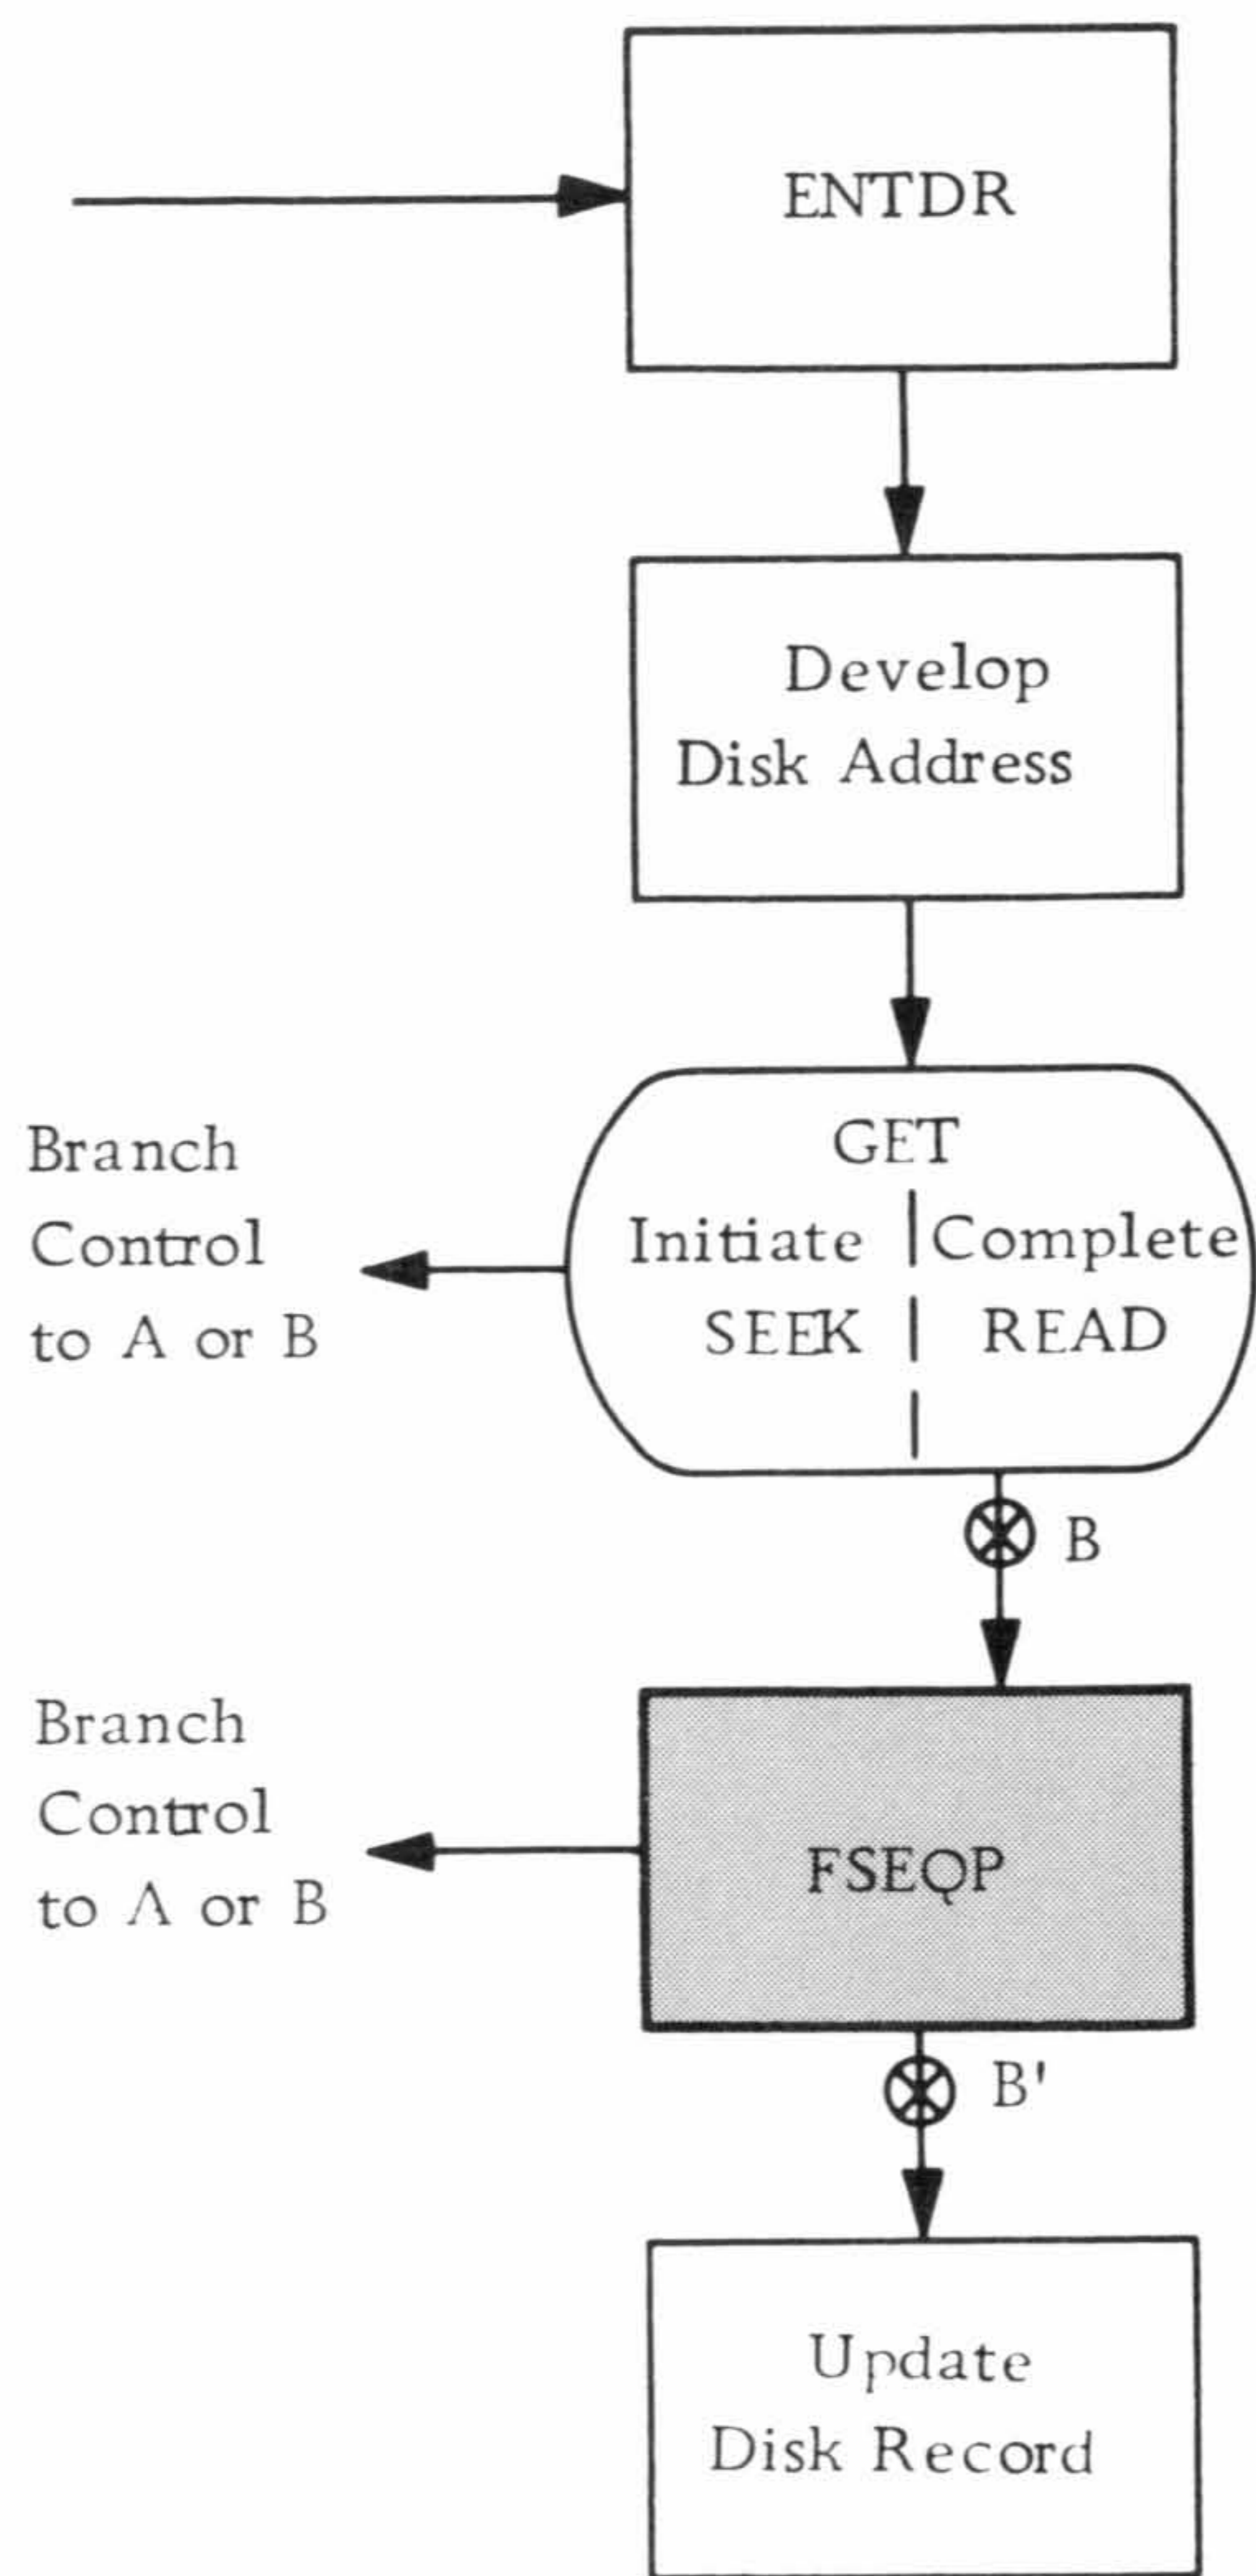 ENTDR
Develop
Disk Address
GET
Initiate Complete
SEEK READ
Branch
Control
to A or B
B
FSEQP
Branch
Control
to A or B
B'
Update
Disk Record